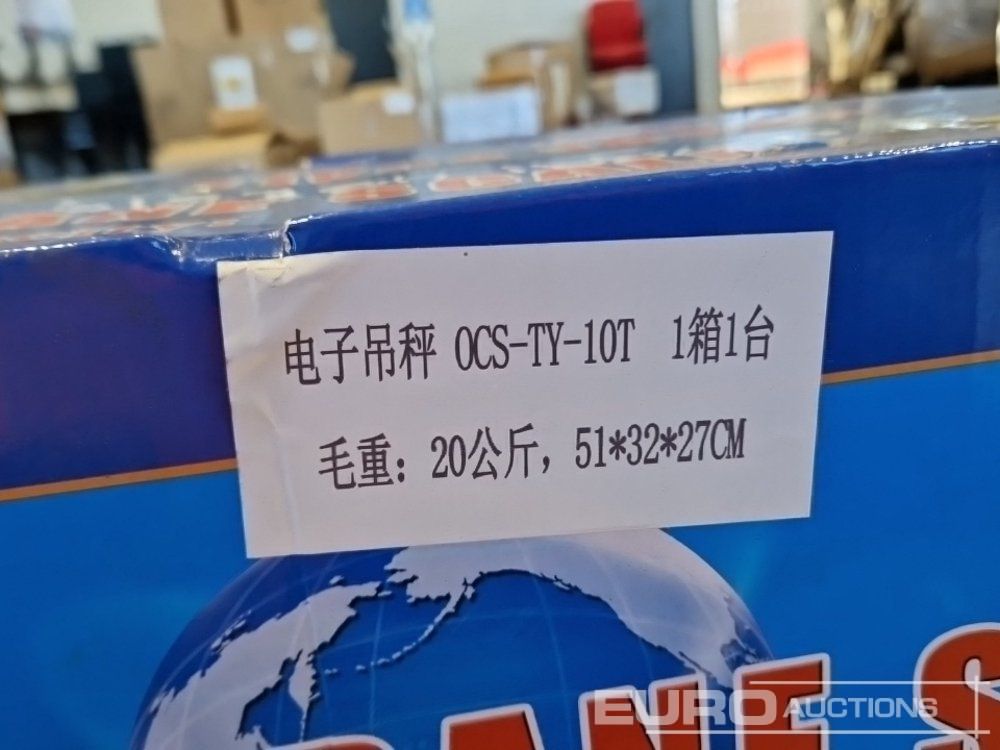 电子吊秤 OCS-TY-10T 1箱1台
毛重：20公斤，51*32*27CM
EURO AUCTIONS